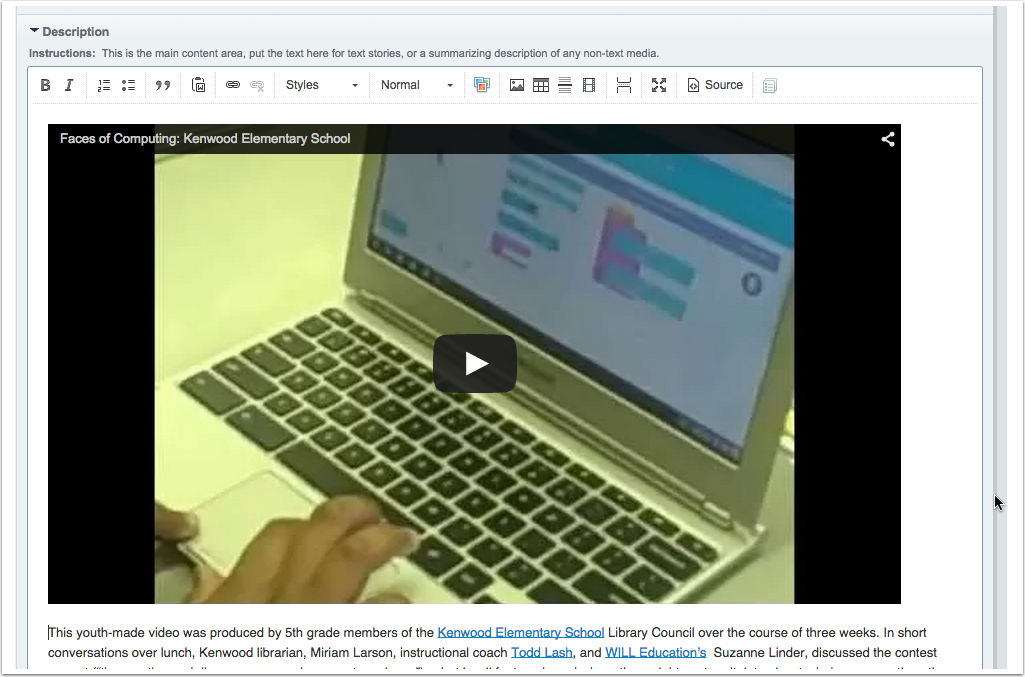 Description
Instructions: This is the main content area, put the text here for text stories, or a summarizing description of any non-text media.
B I Styles Normal Source
Faces of Computing: Kenwood Elementary School
This youth-made video was produced by 5th grade members of the Kenwood Elementary School Library Council over the course of three weeks. In short
conversations over lunch, Kenwood librarian, Miriam Larson, instructional coach Todd Lash, and WILL Education's Suzanne Linder, discussed the contest